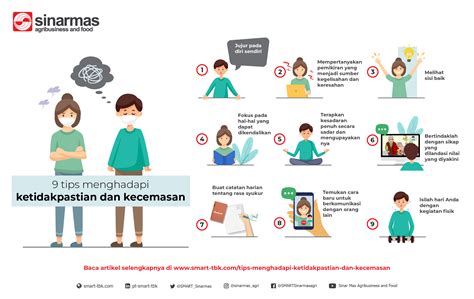 sinarmas
agribusiness and food
9 tips menghadapi
ketidakpastian dan kecemasan
1
Jujur pada
diri sendiri
2
Mempertanyakan
pemikiran yang
menjadi sumber
kegelisahan dan
keresahan
3
Melihat
sisi baik
4
Fokus pada
hal-hal yang
dapat
dikendalikan
5
Terapkan
kesadaran
penuh secara
sadar dan
mengupayakan
nya
6
Bertindaklah
dengan sikap
yang
dilandasi nilai
yang diyakini
7
Buat catatan harian
tentang rasa syukur
8
Temukan cara
baru untuk
berkomunikasi
dengan orang
lain
9
Isilah hari Anda
dengan
kegiatan fisik
Baca artikel selengkapnya di www.smart-tbk.com/tips-menghadapi-ketidakpastian-dan-kecemasan
smart-tbk.com
pt-smart-tbk
@SMART_Sinarmas
@sinarmas_agri
@SMARTSinarmasagri
Sinar Mas Agribusiness and Food